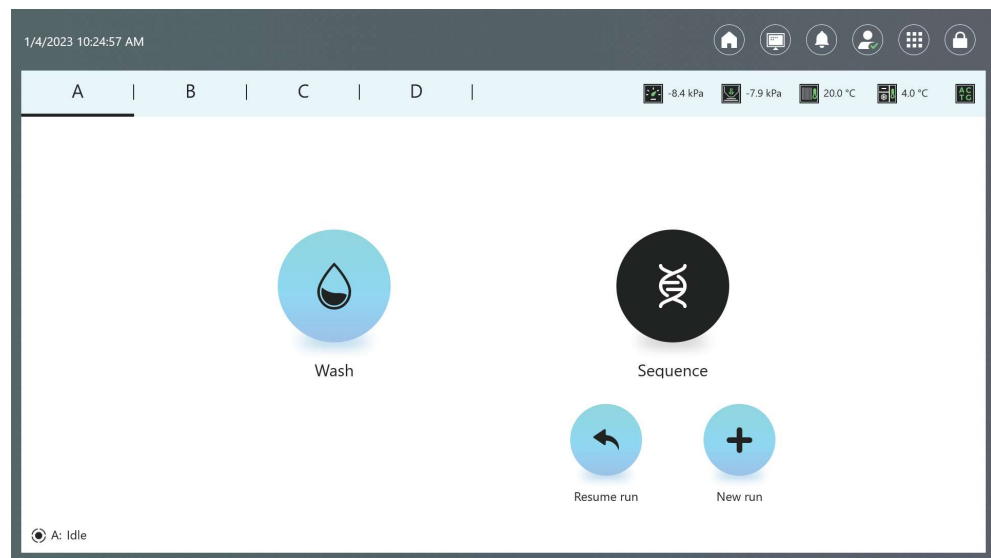 1/4/2023 10:24:57 AM
A | B | C | D |
-8.4 kPa -7.9 kPa 20.0 °C 4.0 °C AC TG
Wash
Sequence
Resume run
New run
A: Idle